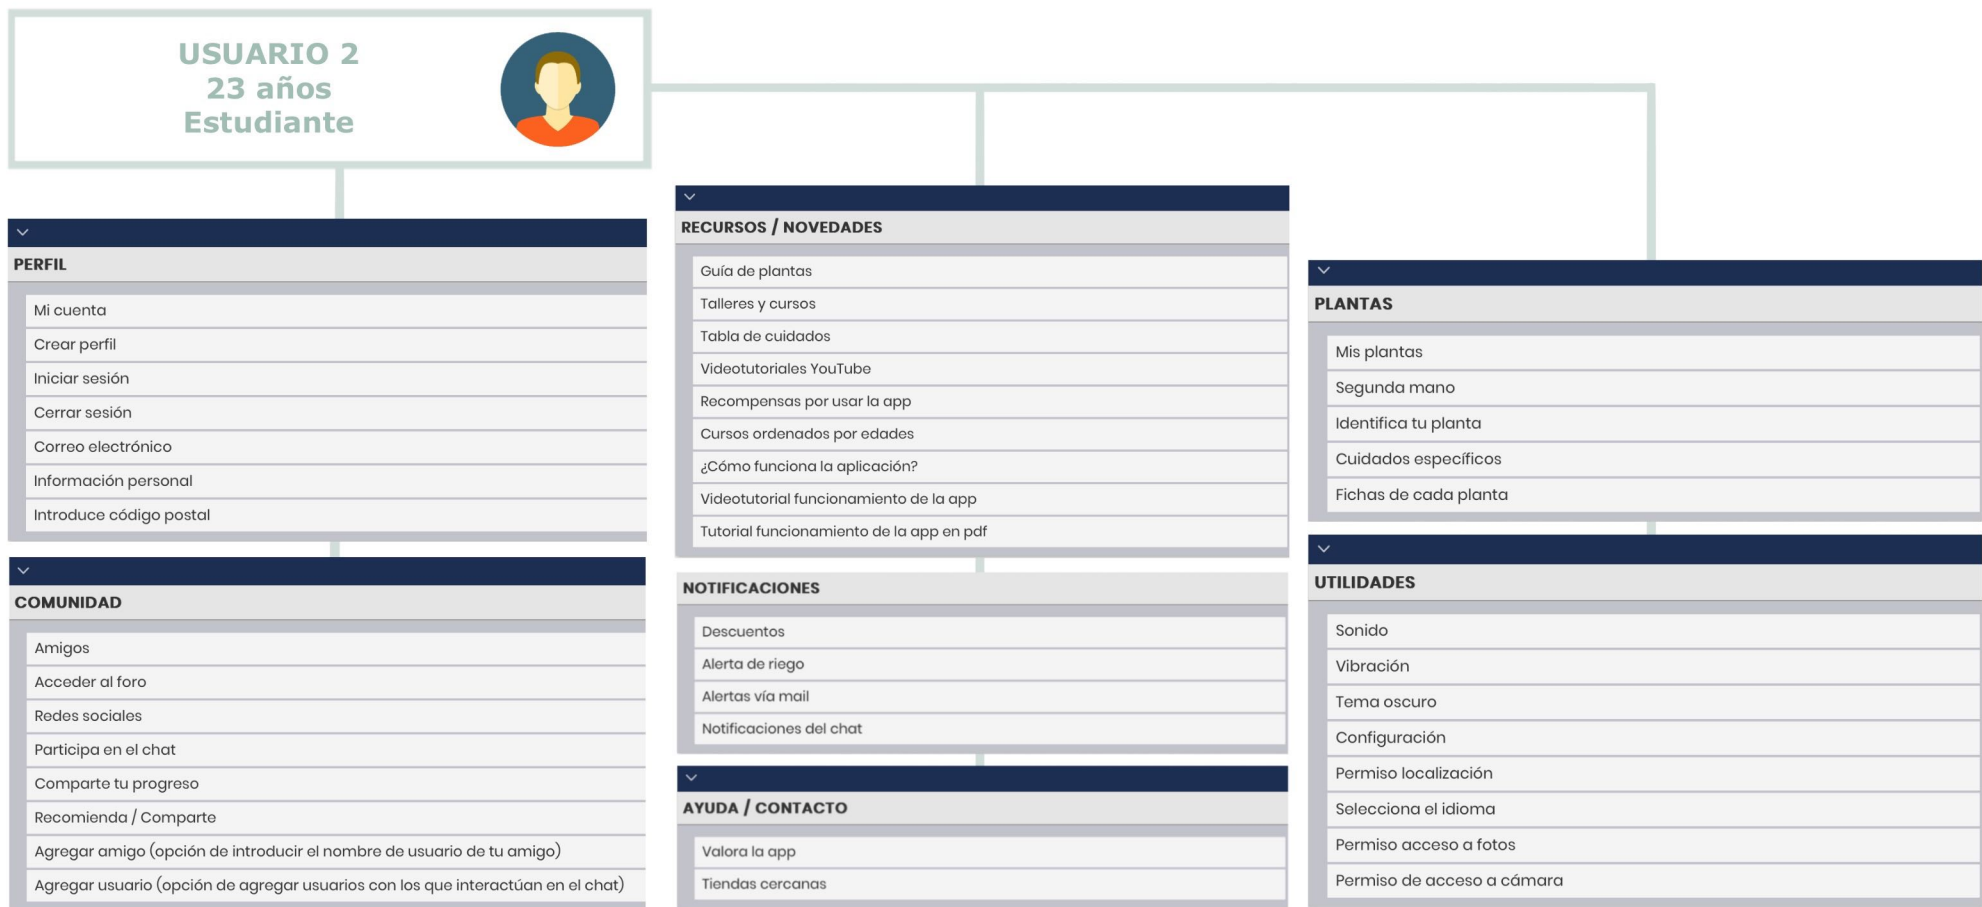 USUARIO 2
23 años
Estudiante
PERFIL
Mi cuenta
Crear perfil
Iniciar sesión
Cerrar sesión
Correo electrónico
Información personal
Introduce código postal
COMUNIDAD
Amigos
Acceder al foro
Redes sociales
Participa en el chat
Comparte tu progreso
Recomienda / Comparte
Agregar amigo (opción de introducir el nombre de usuario de tu amigo)
Agregar usuario (opción de agregar usuarios con los que interactúan en el chat)
RECURSOS / NOVEDADES
Guía de plantas
Talleres y cursos
Tabla de cuidados
Videotutoriales YouTube
Recompensas por usar la app
Cursos ordenados por edades
¿Cómo funciona la aplicación?
Videotutorial funcionamiento de la app
Tutorial funcionamiento de la app en pdf
NOTIFICACIONES
Descuentos
Alerta de riego
Alertas vía mail
Notificaciones del chat
AYUDA / CONTACTO
Valora la app
Tiendas cercanas
PLANTAS
Mis plantas
Segunda mano
Identifica tu planta
Cuidados específicos
Fichas de cada planta
UTILIDADES
Sonido
Vibración
Tema oscuro
Configuración
Permiso localización
Selecciona el idioma
Permiso acceso a fotos
Permiso de acceso a cámara